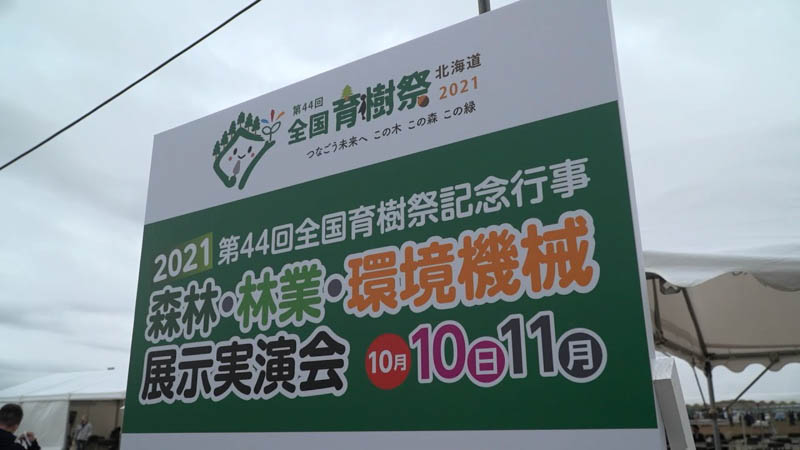 第44回
全国育樹祭 北海道
2021
つなごう未来へ この木 この森 この緑
2021 第44回全国育樹祭記念行事
森林・林業・環境機械
展示実演会 10月10日11月